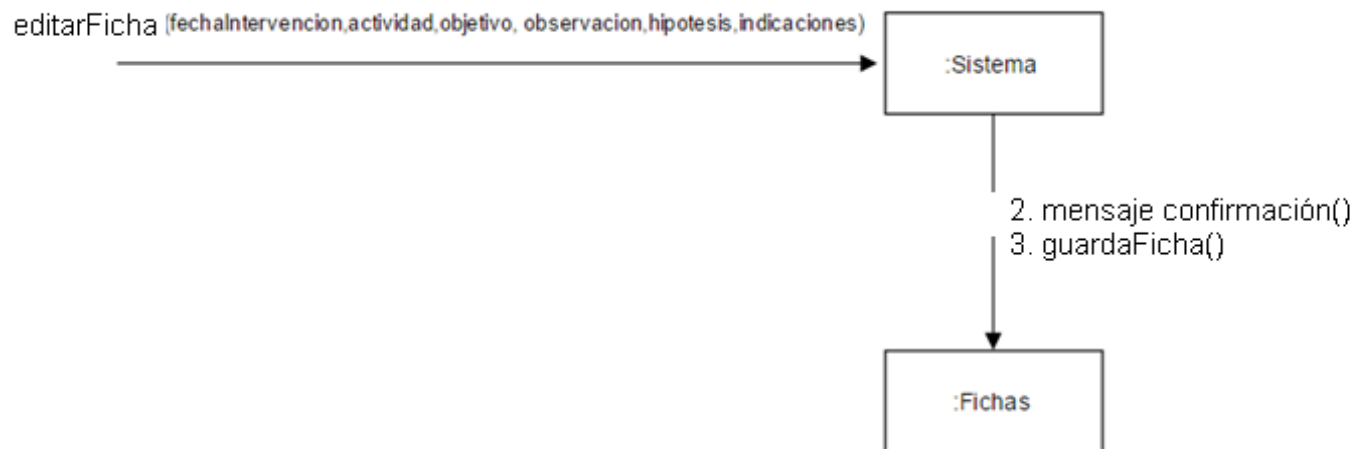 editarFicha (fechaIntervencion,actividad,objetivo, observacion,hipotesis,indicaciones)
:Sistema
2. mensaje confirmación()
3. guardaFicha()
:Fichas